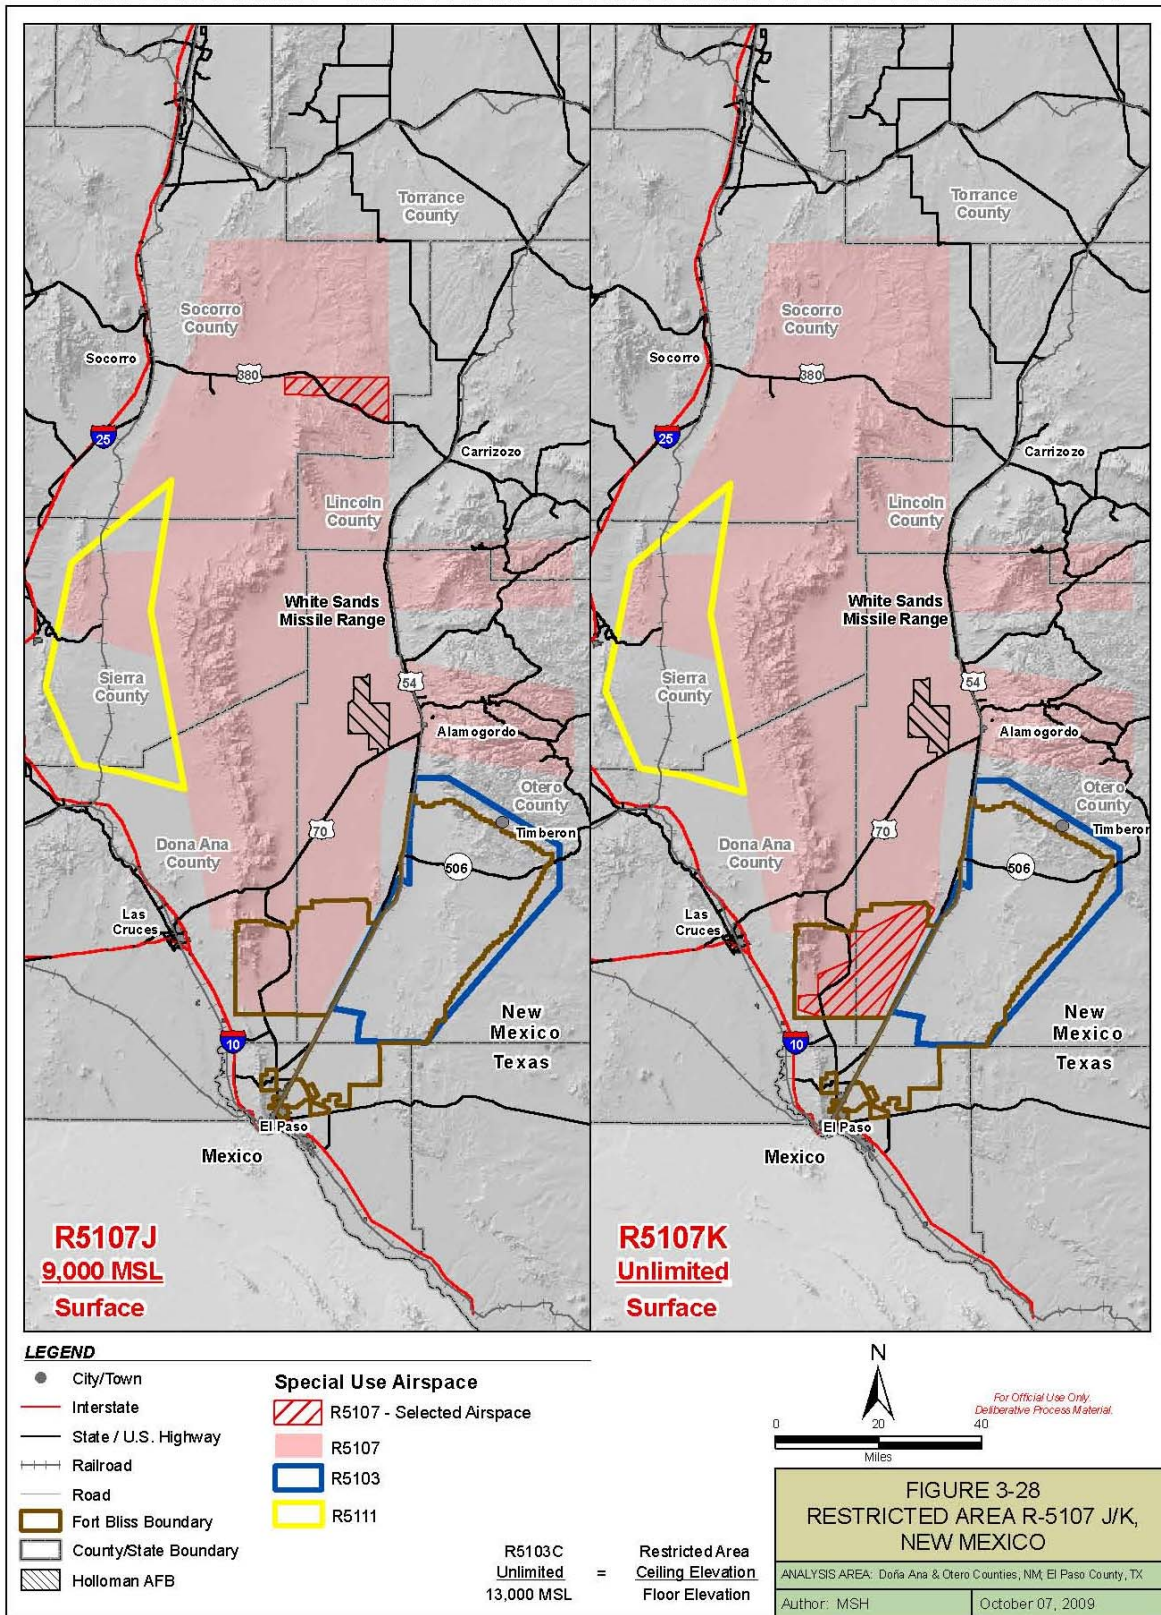 Torrance
County
Socorro
County
Socorro
380
25
Carrizozo
Lincoln
County
White Sands
Missile Range
Sierra
County
54
Alamogordo
Otero
County
Timberon
70
Dona Ana
County
506
Las
Cruces
New
Mexico
Texas
10
El Paso
Mexico
R5107J
9,000 MSL
Surface
Torrance
County
Socorro
County
Socorro
380
25
Carrizozo
Lincoln
County
White Sands
Missile Range
Sierra
County
54
Alamogordo
Otero
County
Timberon
70
Dona Ana
County
506
Las
Cruces
New
Mexico
Texas
10
El Paso
Mexico
R5107K
Unlimited
Surface
LEGEND
City/Town
Interstate
State / U.S. Highway
Railroad
Road
Fort Bliss Boundary
County/State Boundary
Holloman AFB
Special Use Airspace
R5107 - Selected Airspace
R5107
R5103
R5111
R5103C
Unlimited
13,000 MSL
=
Restricted Area
Ceiling Elevation
Floor Elevation
N
0 20 40
Miles
For Official Use Only.
Deliberative Process Material.
FIGURE 3-28
RESTRICTED AREA R-5107 J/K,
NEW MEXICO
ANALYSIS AREA: Doña Ana & Otero Counties, NM; El Paso County, TX
Author: MSH
October 07, 2009